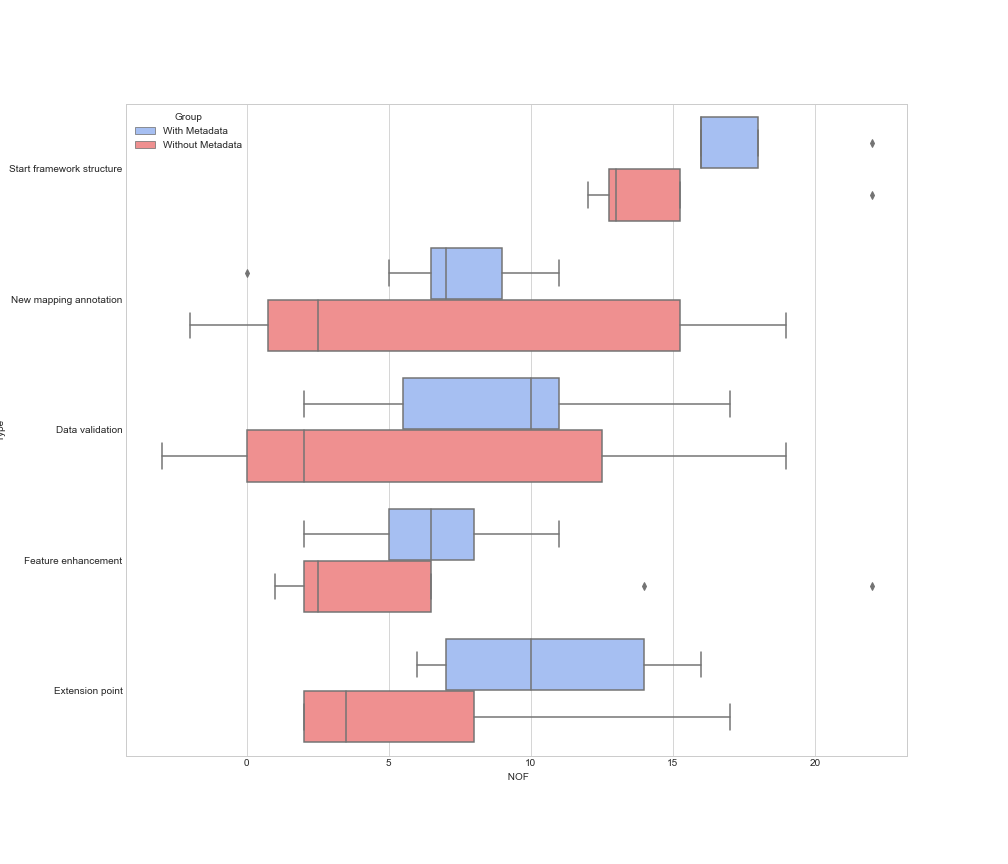 Group
With Metadata
Without Metadata
Start framework structure
New mapping annotation
Data validation
Feature enhancement
Extension point
0 5 10 15 20
NOF